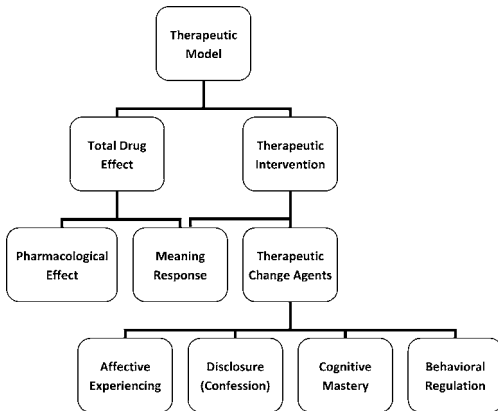 Therapeutic
Model
Total Drug
Effect
Therapeutic
Intervention
Pharmacological
Effect
Meaning
Response
Therapeutic
Change Agents
Affective
Experiencing
Disclosure
(Confession)
Cognitive
Mastery
Behavioral
Regulation